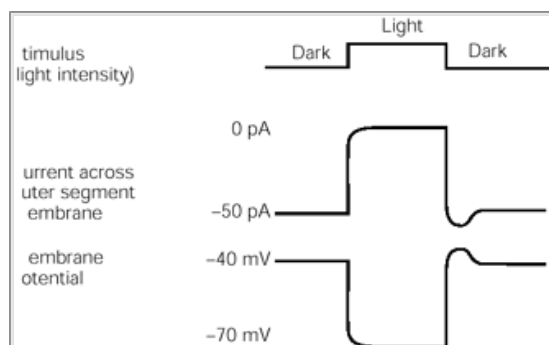 Light
timulus
Dark
Dark
light intensity)
0 pA
urrent across
uter segment
embrane
–50 pA
embrane
–40 mV
otential
–70 mV